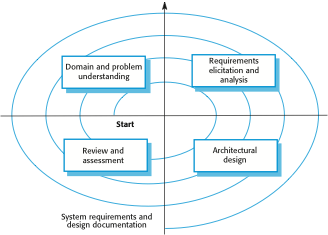 Domain and problem
understanding
Requirements
elicitation and
analysis
Start
Review and
assessment
Architectural
design
System requirements and
design documentation